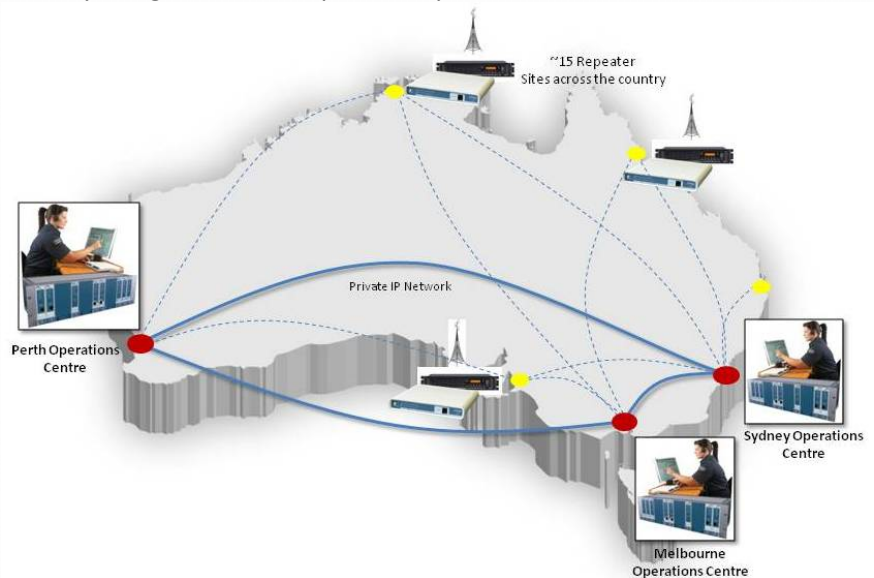 ~15 Repeater
Sites across the country
Private IP Network
Perth Operations
Centre
Sydney Operations
Centre
Melbourne
Operations Centre